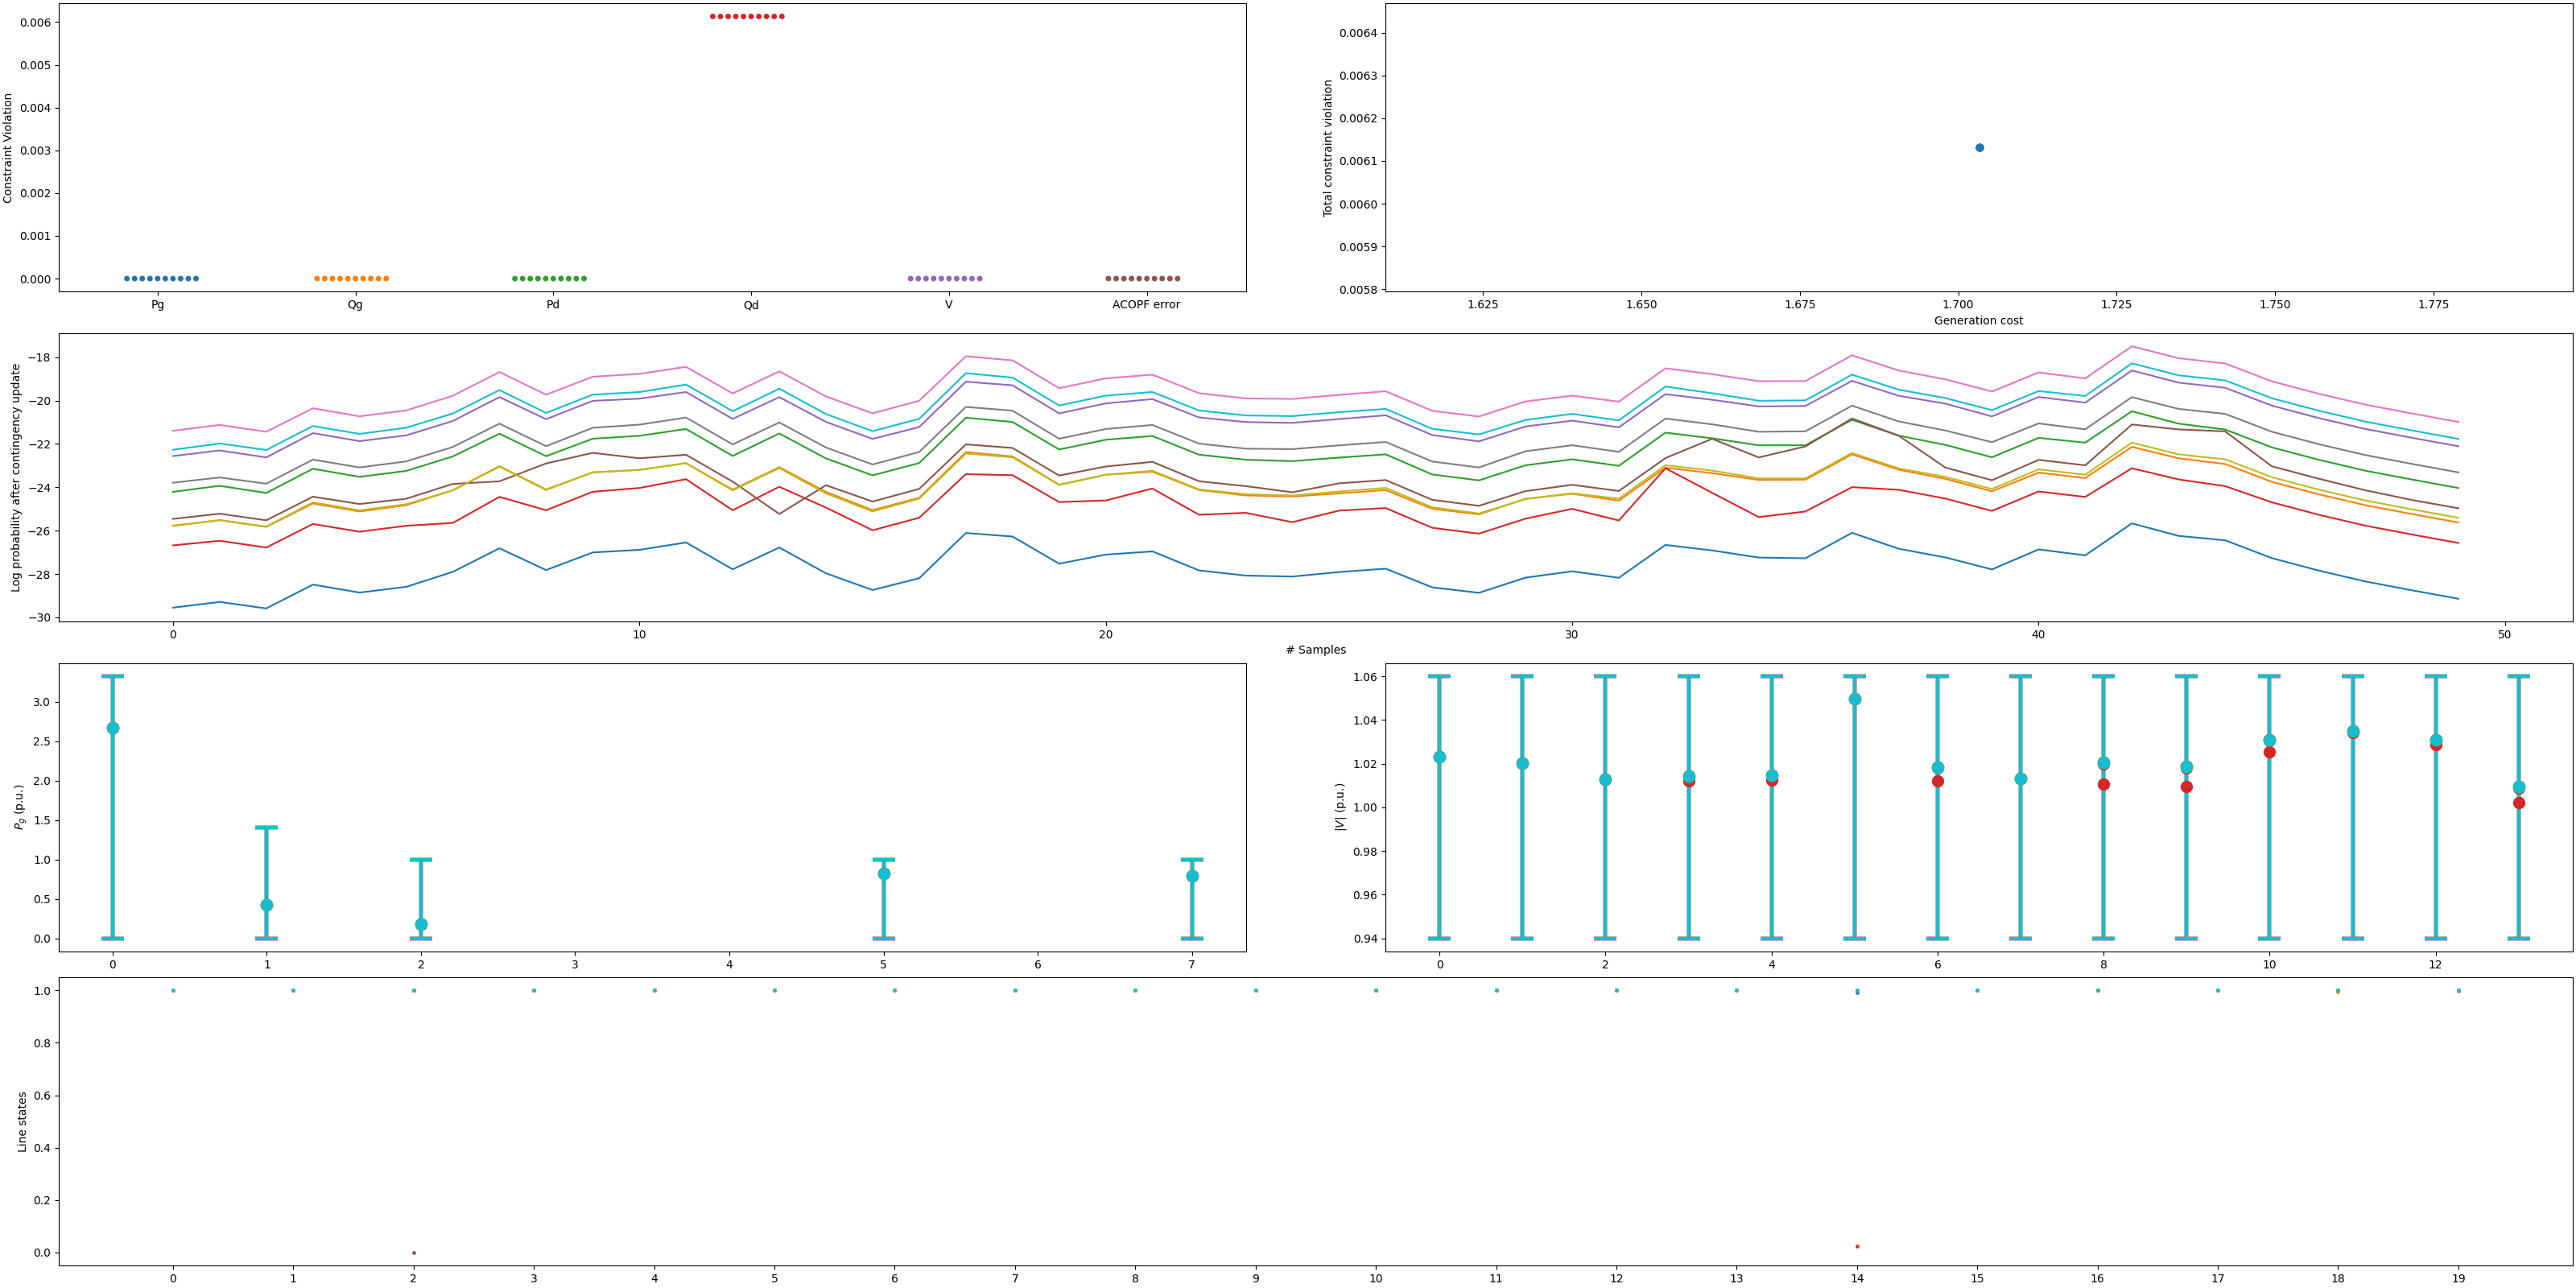 Constraint Violation
0.006
0.005
0.004
0.003
0.002
0.001
0.000
Pg Qg Pd Qd V ACOPF error
Total constraint violation
0.0064
0.0063
0.0062
0.0061
0.0060
0.0059
0.0058
1.625 1.650 1.675 1.700 1.725 1.750 1.775
Generation cost
Log probability after contingency update
−18
−20
−22
−24
−26
−28
−30
0 10 20 30 40 50
# Samples
P_g (p.u.)
3.0
2.5
2.0
1.5
1.0
0.5
0.0
0 1 2 3 4 5 6 7
|V| (p.u.)
1.06
1.04
1.02
1.00
0.98
0.96
0.94
0 2 4 6 8 10 12
Line states
1.0
0.8
0.6
0.4
0.2
0.0
0 1 2 3 4 5 6 7 8 9 10 11 12 13 14 15 16 17 18 19